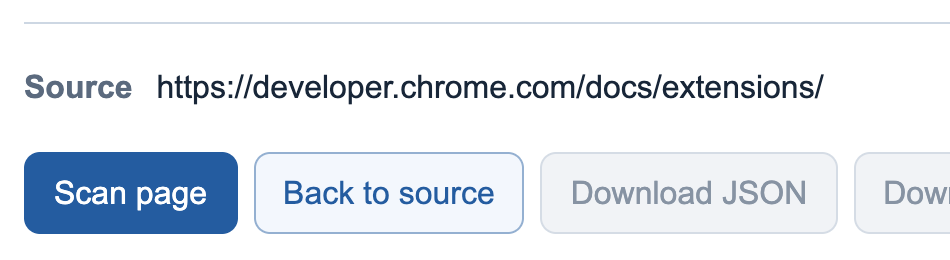 Source https://developer.chrome.com/docs/extensions/
Scan page Back to source Download JSON